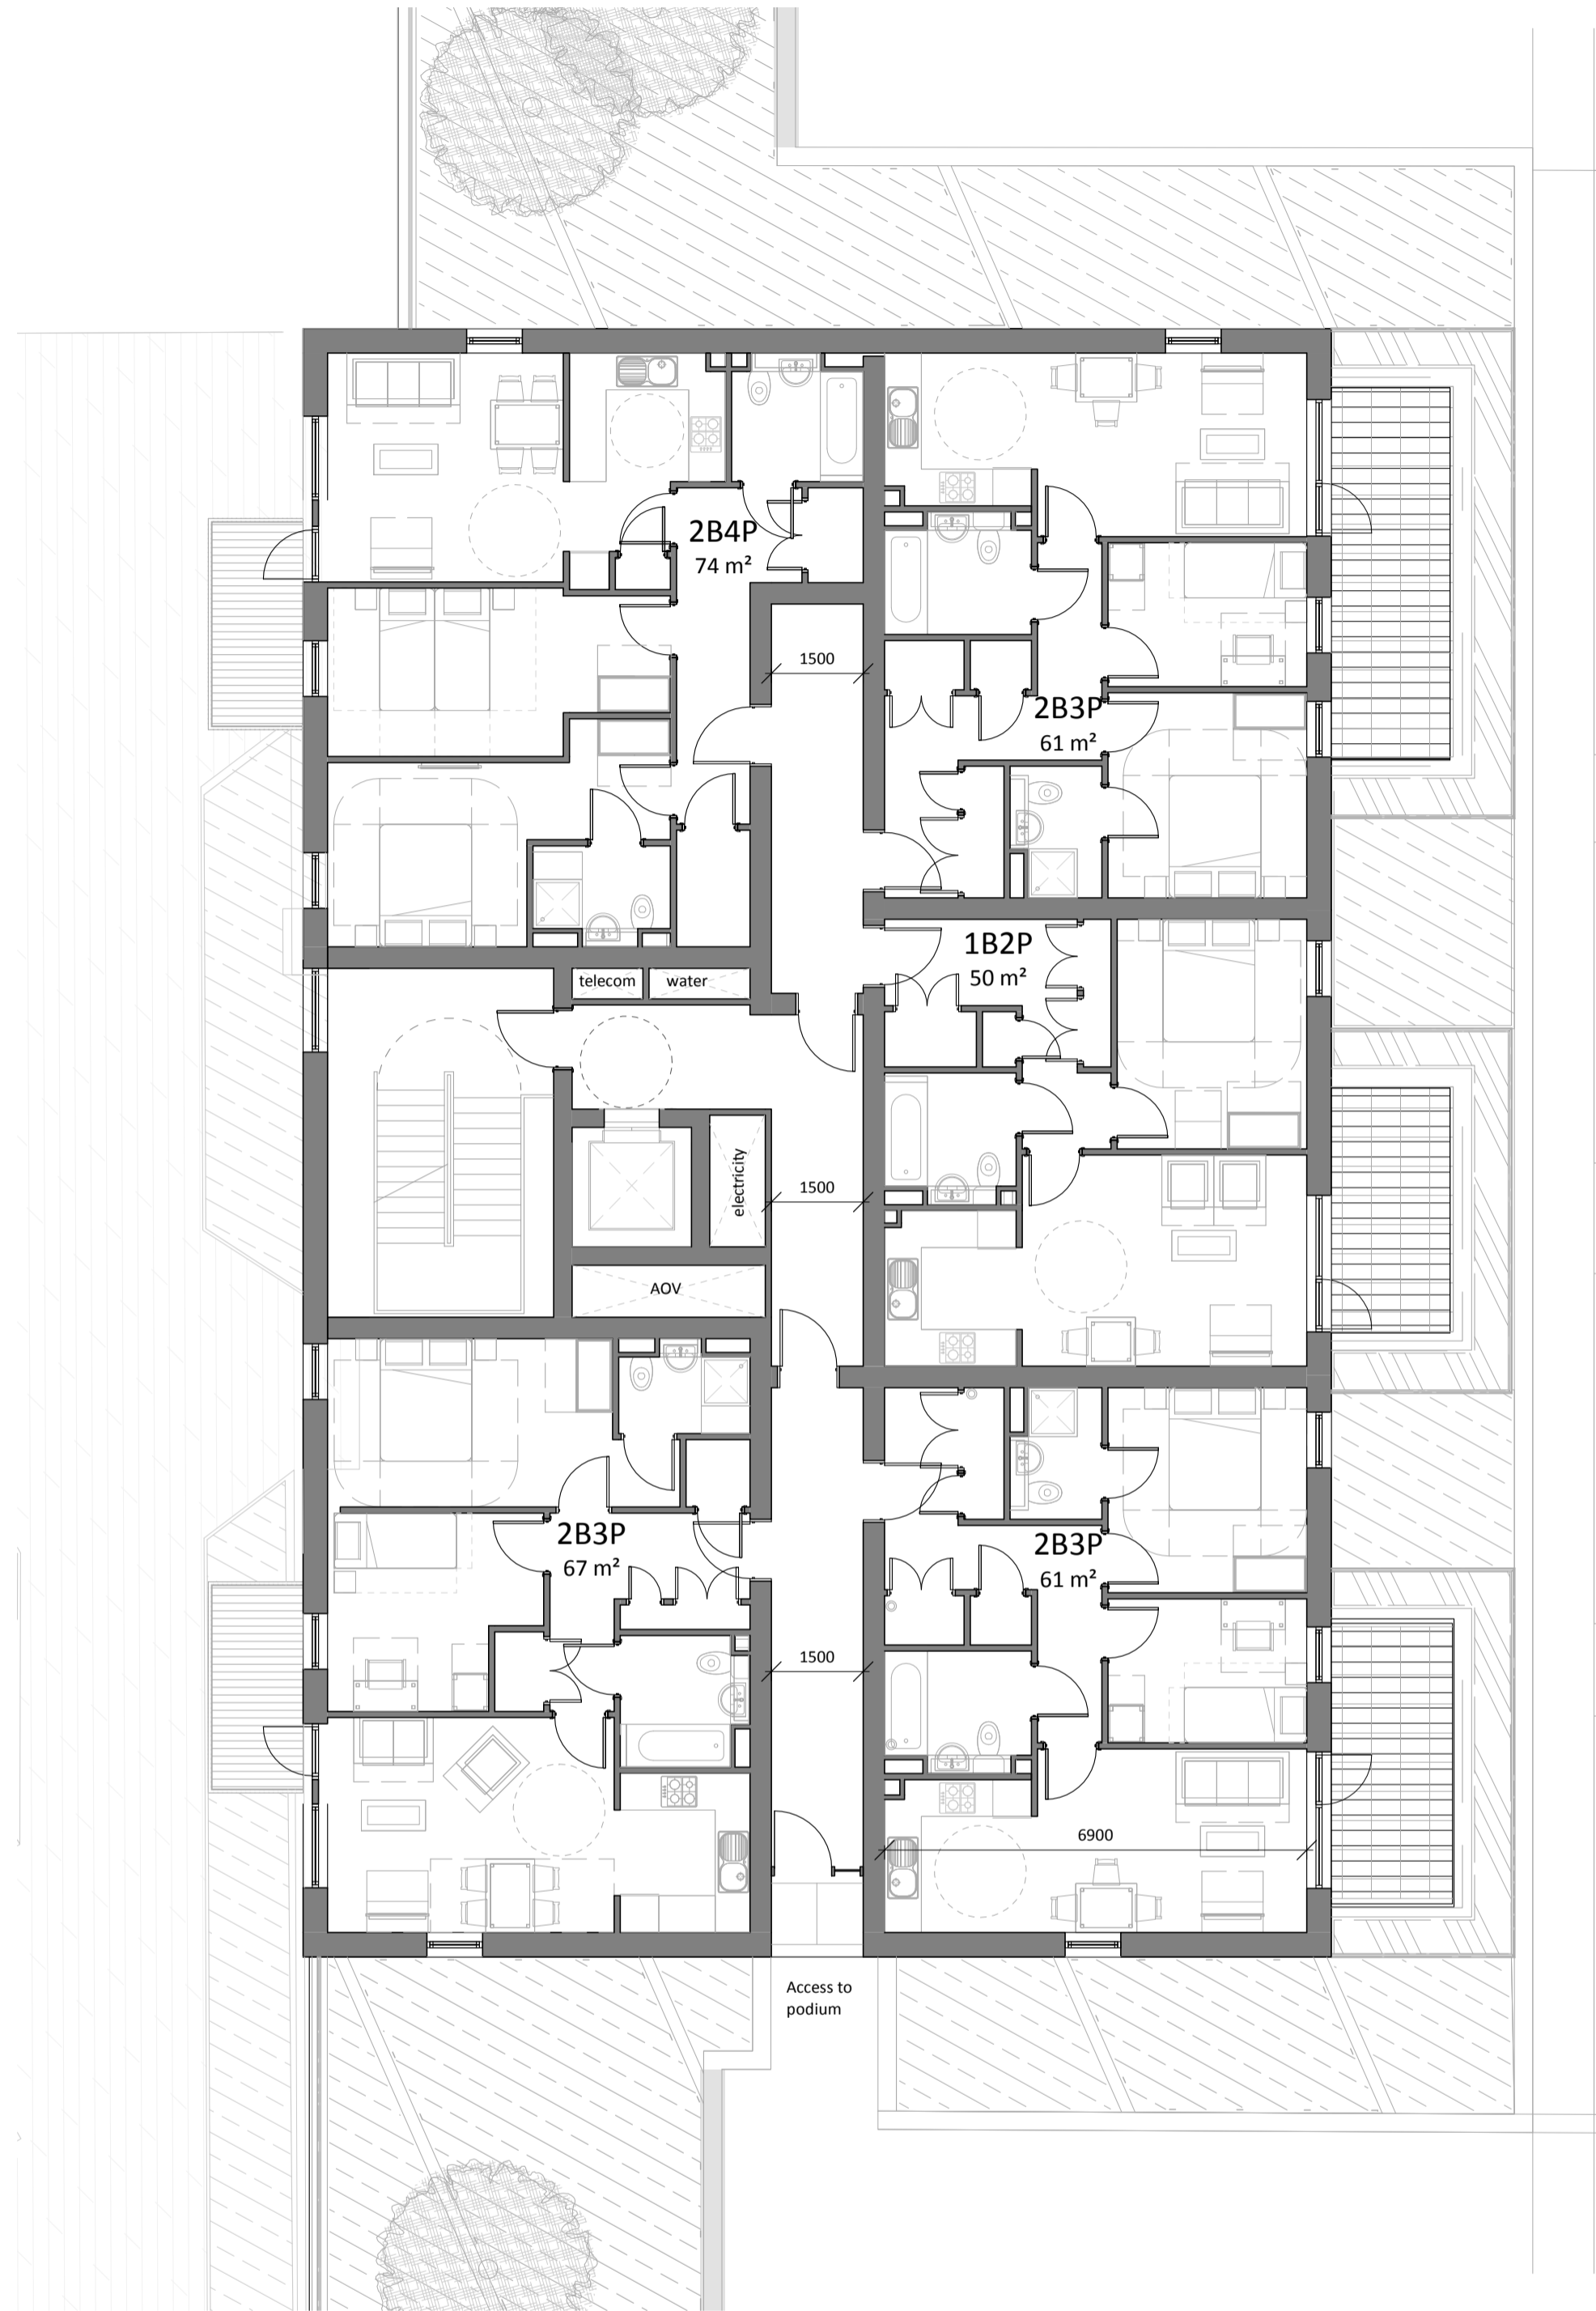 2B4P
74 m²
1500
2B3P
61 m²
1B2P
50 m²
telecom
water
electricity
1500
AOV
2B3P
67 m²
2B3P
61 m²
1500
6900
Access to
podium